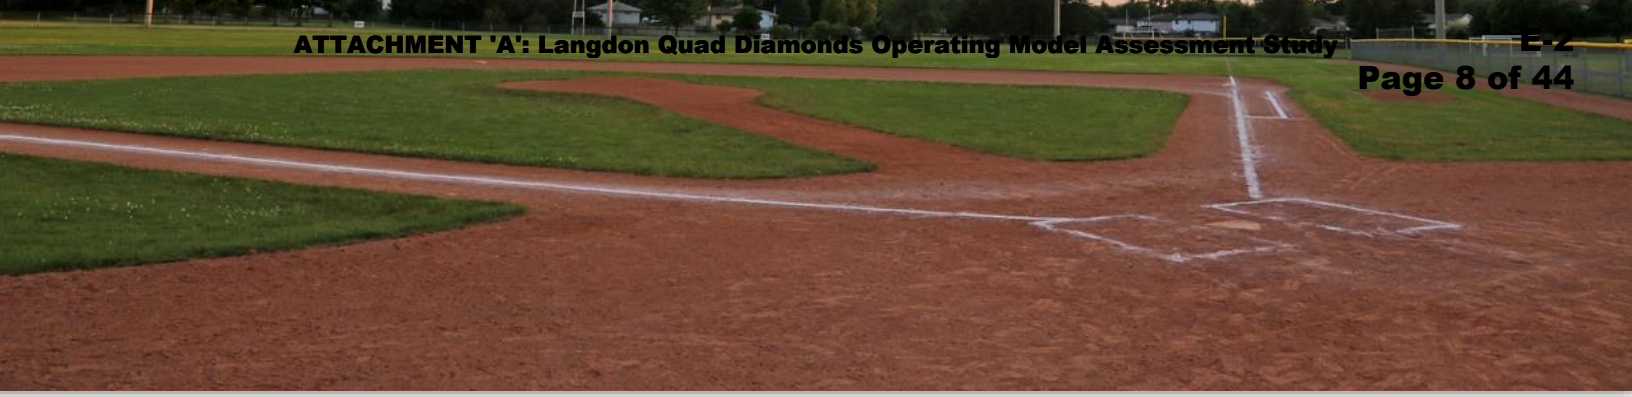 ATTACHMENT 'A': Langdon Quad Diamonds Operating Model Assessment Study
E-2
Page 8 of 44